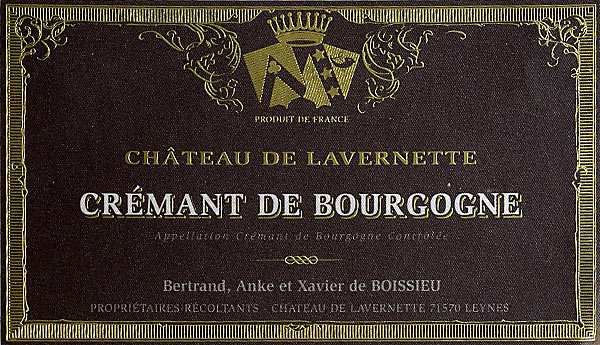 PRODUIT DE FRANCE
CHÂTEAU DE LAVERNETTE
CRÉMANT DE BOURGOGNE
Appellation Crémant de Bourgogne Contrôlée
Bertrand, Anke et Xavier de BOISSIEU
PROPRIÉTAIRES-RÉCOLTANTS - CHÂTEAU DE LAVERNETTE 71570 LEYNES